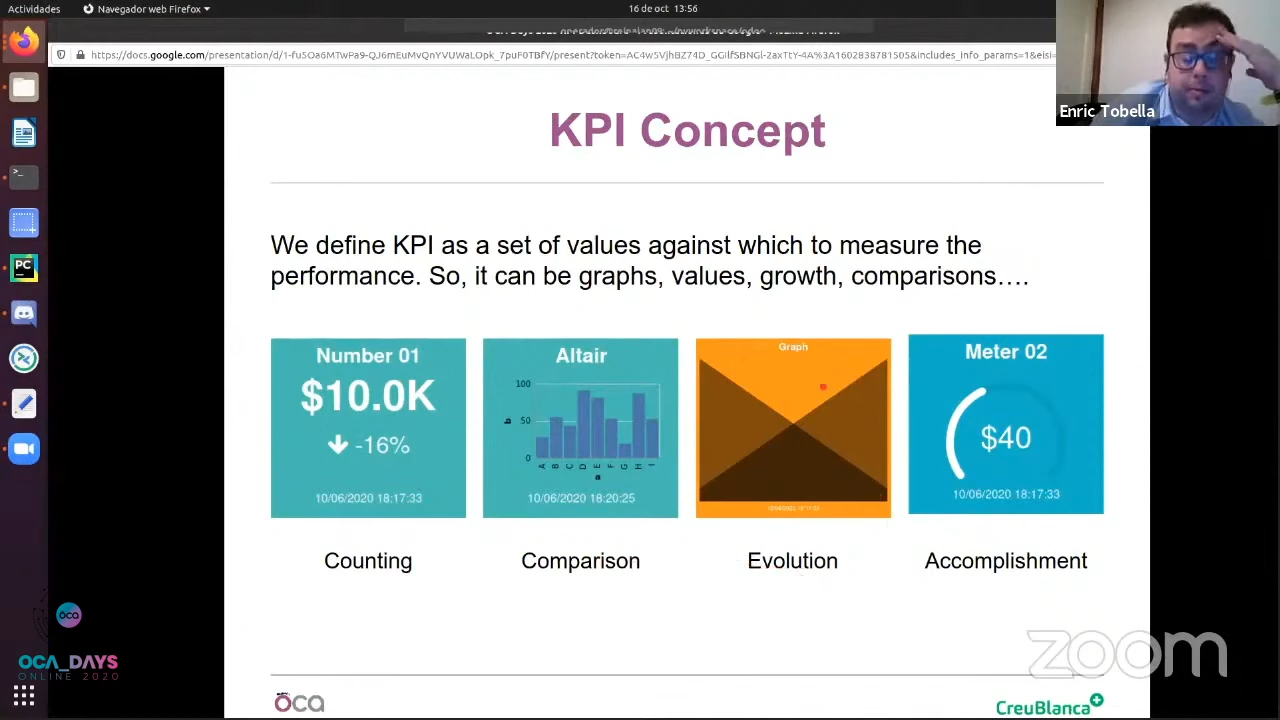 Actividades
Navegador web Firefox
16 de oct 13:56
Enric Tobella
KPI Concept
We define KPI as a set of values against which to measure the
performance. So, it can be graphs, values, growth, comparisons….
Number 01
$10.0K
-16%
10/06/2020 18:17:33
Counting
Altair
100
50
0
b
A B C D E F G H I
a
10/06/2020 18:20:25
Comparison
Graph
Evolution
Meter 02
$40
10/06/2020 18:17:33
Accomplishment
PC
oca
OCA_DAYS
ONLINE 2020
oca
CreuBlanca
zoom